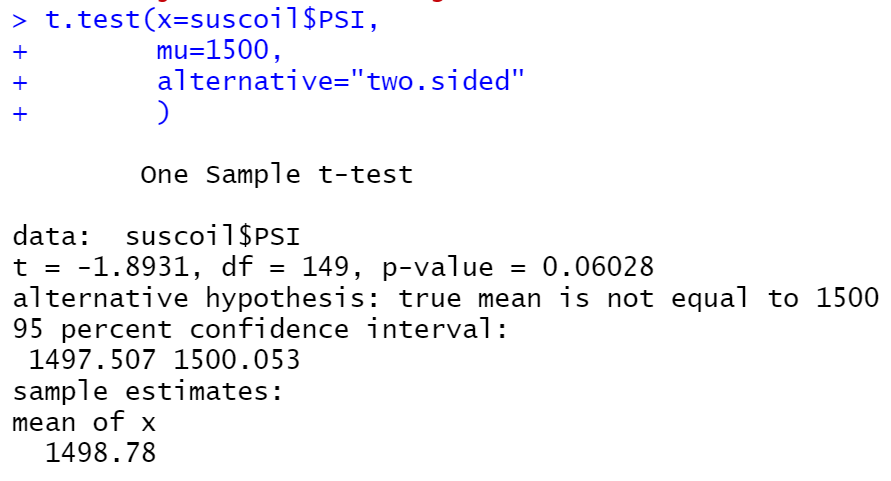 > t.test(x=suscoil$PSI,
+        mu=1500,
+        alternative="two.sided"
+        )
One Sample t-test
data:  suscoil$PSI
t = -1.8931, df = 149, p-value = 0.06028
alternative hypothesis: true mean is not equal to 1500
95 percent confidence interval:
 1497.507 1500.053
sample estimates:
mean of x
  1498.78